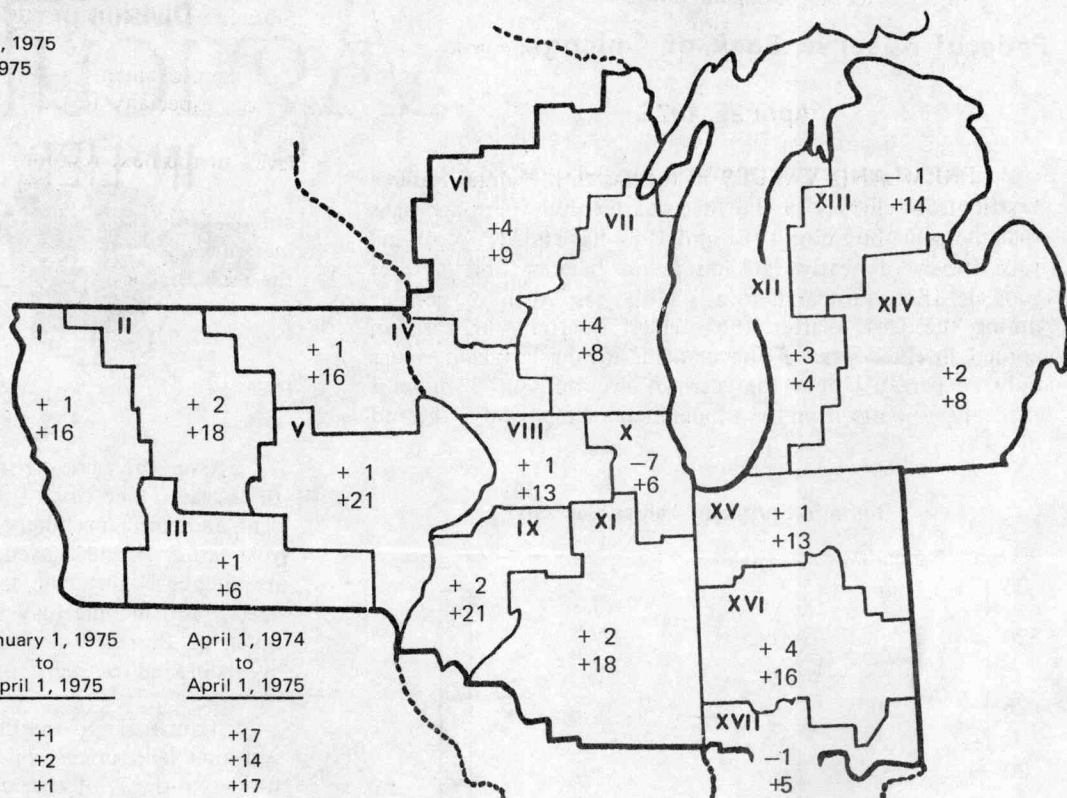 , 1975
975
VI
+4
+9
VII
+4
+8
XIII
1
+14
XII
+3
+4
XIV
+2
+8
I
+ 1
+16
II
+ 2
+18
IV
+ 1
+16
V
+ 1
+21
III
+1
+6
VIII
+ 1
+13
X
–7
+6
IX
+ 2
+21
XI
+ 2
+18
XV
+ 1
+13
XVI
+ 4
+16
XVII
–1
+5
nuary 1, 1975 April 1, 1974
to to
pril 1, 1975 April 1, 1975
+1 +17
+2 +14
+1 +17